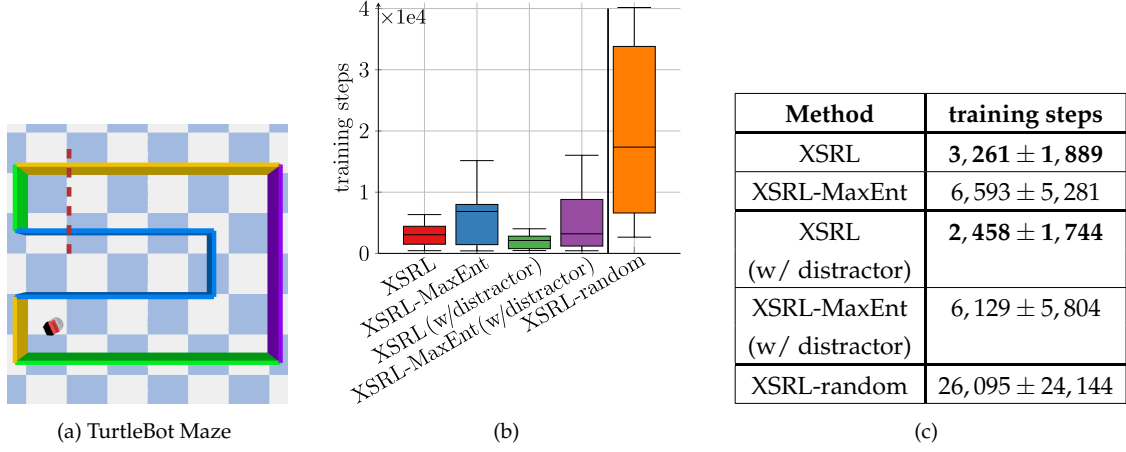 ×1e4
4
3
2
1
0
training steps
XSRL
XSRL-MaxEnt
XSRL (w/distractor)
XSRL-MaxEnt (w/distractor)
XSRL-random
Method training steps
XSRL 3, 261 ± 1, 889
XSRL-MaxEnt 6, 593 ± 5, 281
XSRL 2, 458 ± 1, 744
(w/ distractor)
XSRL-MaxEnt 6, 129 ± 5, 804
(w/ distractor)
XSRL-random 26, 095 ± 24, 144
(a) TurtleBot Maze
(b)
(c)